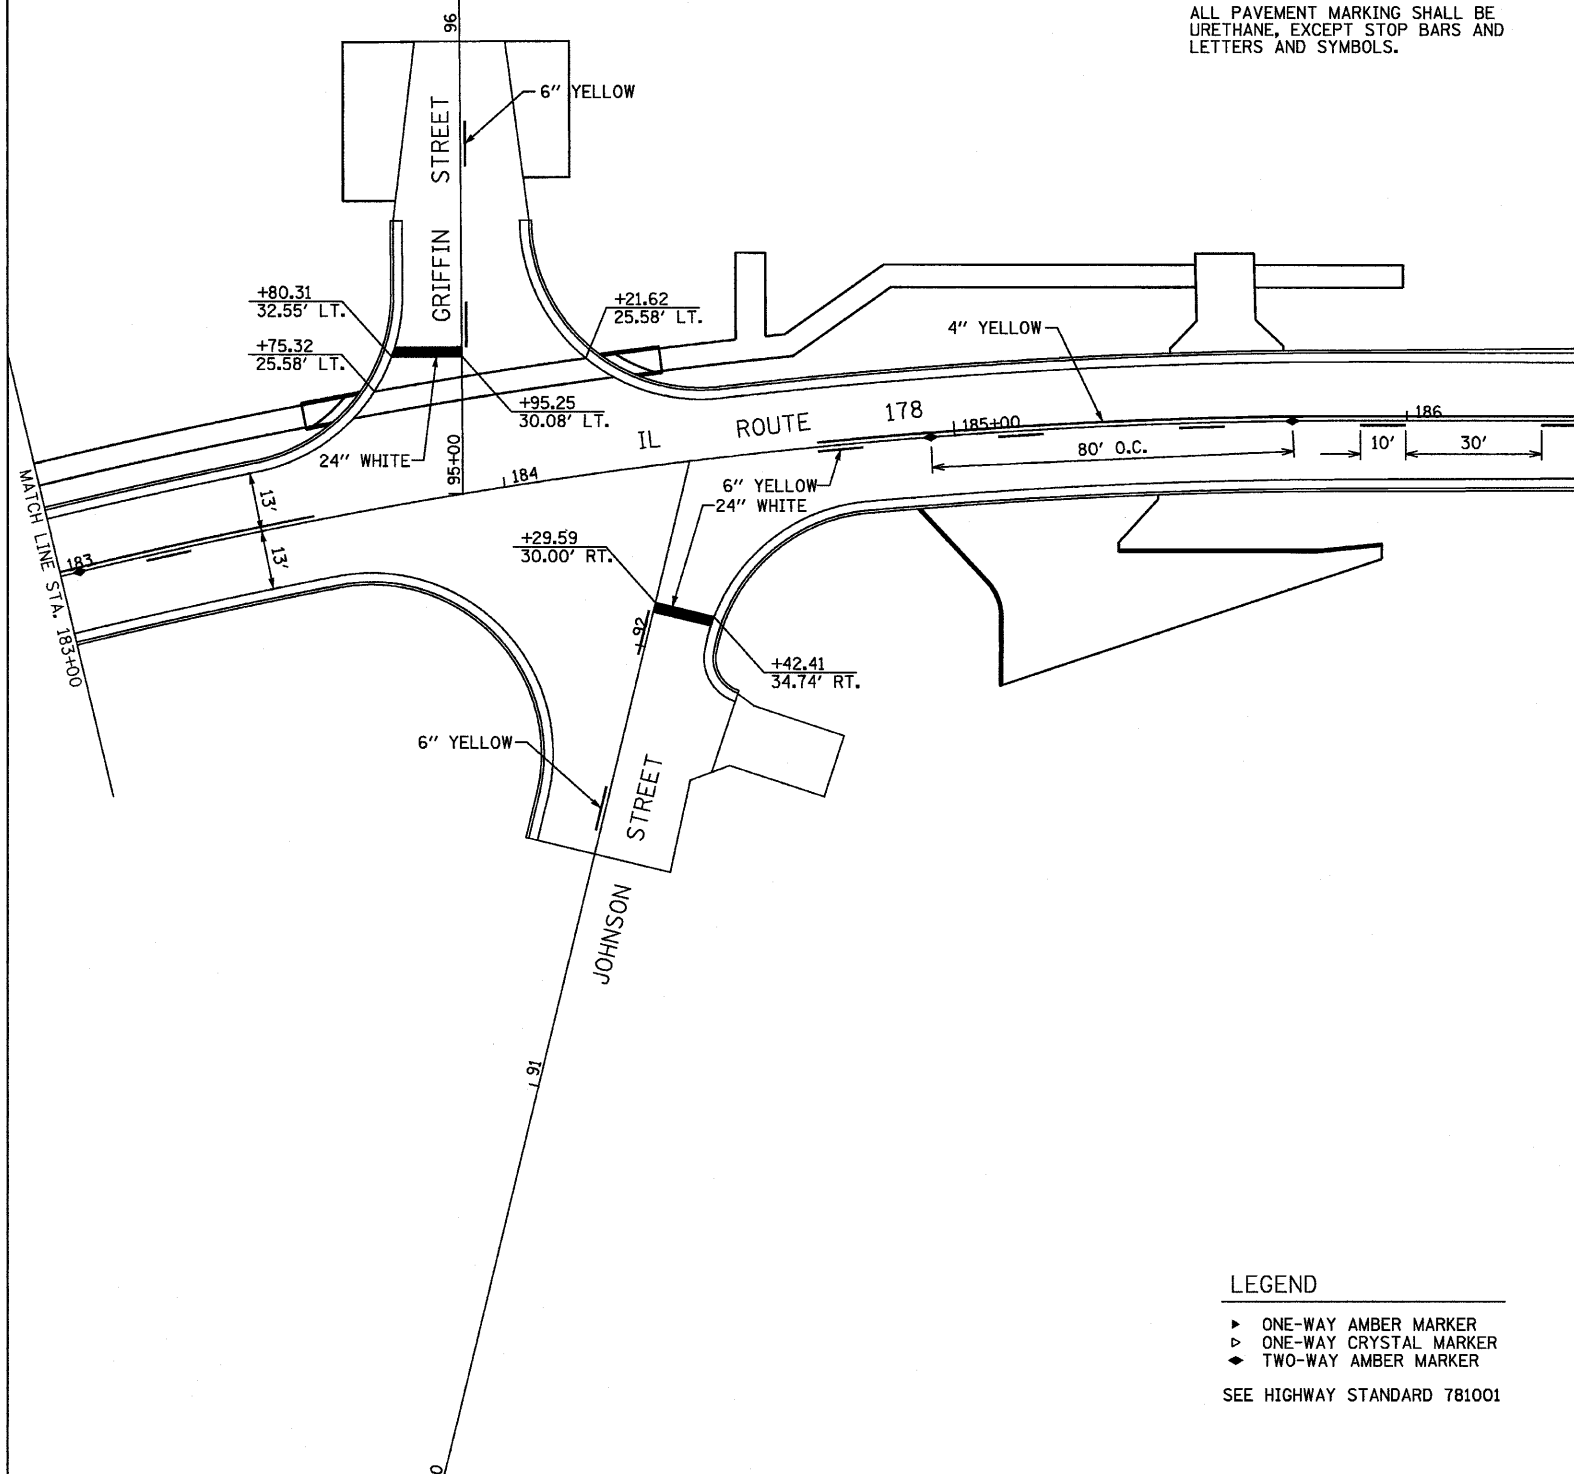 ALL PAVEMENT MARKING SHALL BE
URETHANE, EXCEPT STOP BARS AND
LETTERS AND SYMBOLS.
96
6" YELLOW
GRIFFIN STREET
+80.31
32.55' LT.
+75.32
25.58' LT.
+21.62
25.58' LT.
4" YELLOW
+95.25
30.08' LT.
24" WHITE
95+00
IL ROUTE 178
185+00
186
80' O.C.
10'
30'
184
6" YELLOW
24" WHITE
13'
13'
183
MATCH LINE STA. 183+00
+29.59
30.00' RT.
92
+42.41
34.74' RT.
6" YELLOW
JOHNSON STREET
91
0
LEGEND
ONE-WAY AMBER MARKER
ONE-WAY CRYSTAL MARKER
TWO-WAY AMBER MARKER
SEE HIGHWAY STANDARD 781001